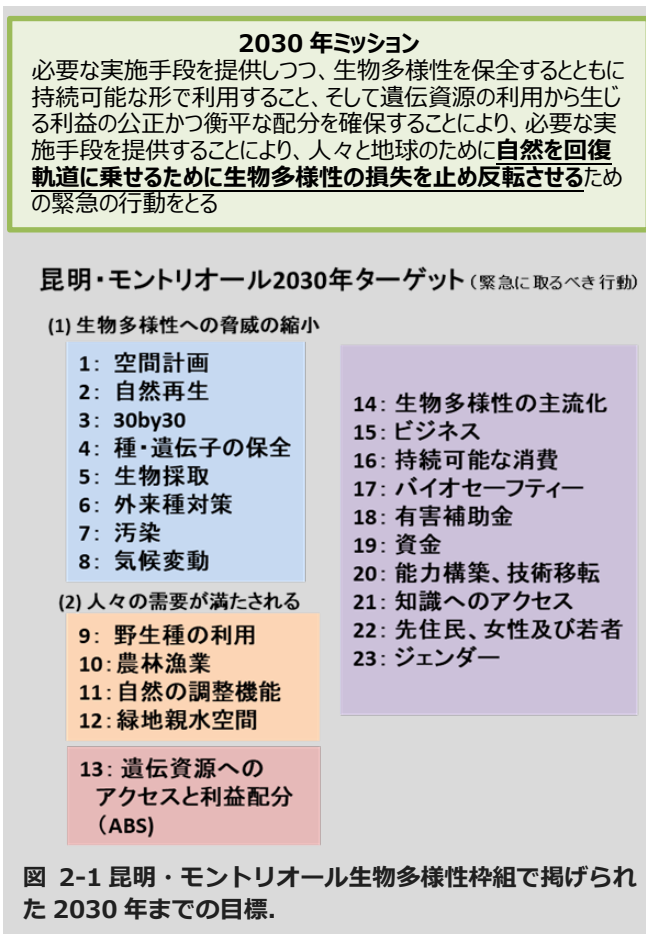 2030 年ミッション
必要な実施手段を提供しつつ、生物多様性を保全するとともに
持続可能な形で利用すること、そして遺伝資源の利用から生じ
る利益の公正かつ衡平な配分を確保することにより、必要な実
施手段を提供することにより、人々と地球のために自然を回復
軌道に乗せるために生物多様性の損失を止め反転させるため
の緊急の行動をとる
昆明・モントリオール2030年ターゲット（緊急に取るべき行動）
(1) 生物多様性への脅威の縮小
1： 空間計画
2： 自然再生
3： 30by30
4： 種・遺伝子の保全
5： 生物採取
6： 外来種対策
7： 汚染
8： 気候変動
(2) 人々の需要が満たされる
9： 野生種の利用
10：農林漁業
11：自然の調整機能
12：緑地親水空間
13：遺伝資源への
アクセスと利益配分
（ABS)
14：生物多様性の主流化
15：ビジネス
16：持続可能な消費
17：バイオセーフティー
18：有害補助金
19：資金
20：能力構築、技術移転
21：知識へのアクセス
22：先住民、女性及び若者
23：ジェンダー
図 2-1 昆明・モントリオール生物多様性枠組で掲げられ
た 2030 年までの目標.